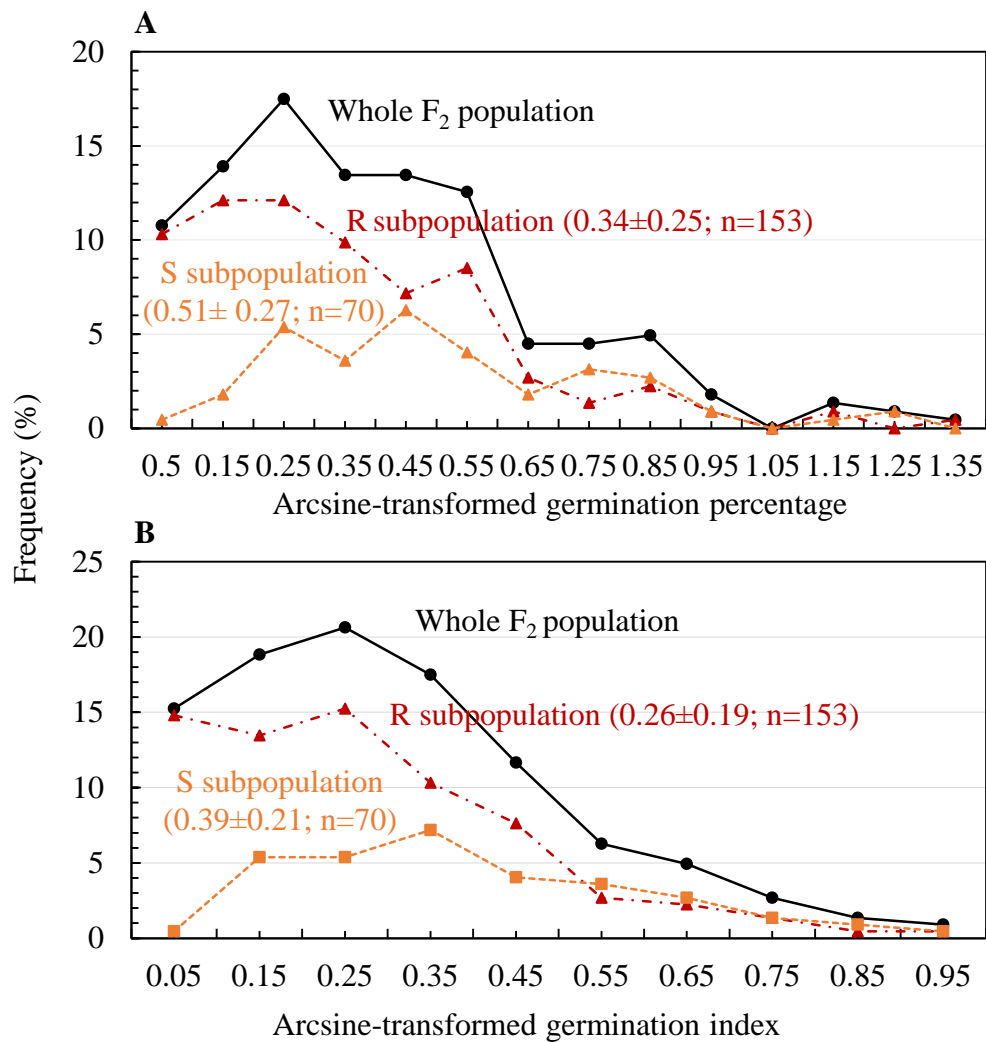 A
20
15
10
5
0
Whole F₂ population
R subpopulation (0.34±0.25; n=153)
S subpopulation
(0.51± 0.27; n=70)
0.5 0.15 0.25 0.35 0.45 0.55 0.65 0.75 0.85 0.95 1.05 1.15 1.25 1.35
Arcsine-transformed germination percentage
Frequency (%)
B
25
20
15
10
5
0
Whole F₂ population
R subpopulation (0.26±0.19; n=153)
S subpopulation
(0.39±0.21; n=70)
0.05 0.15 0.25 0.35 0.45 0.55 0.65 0.75 0.85 0.95
Arcsine-transformed germination index